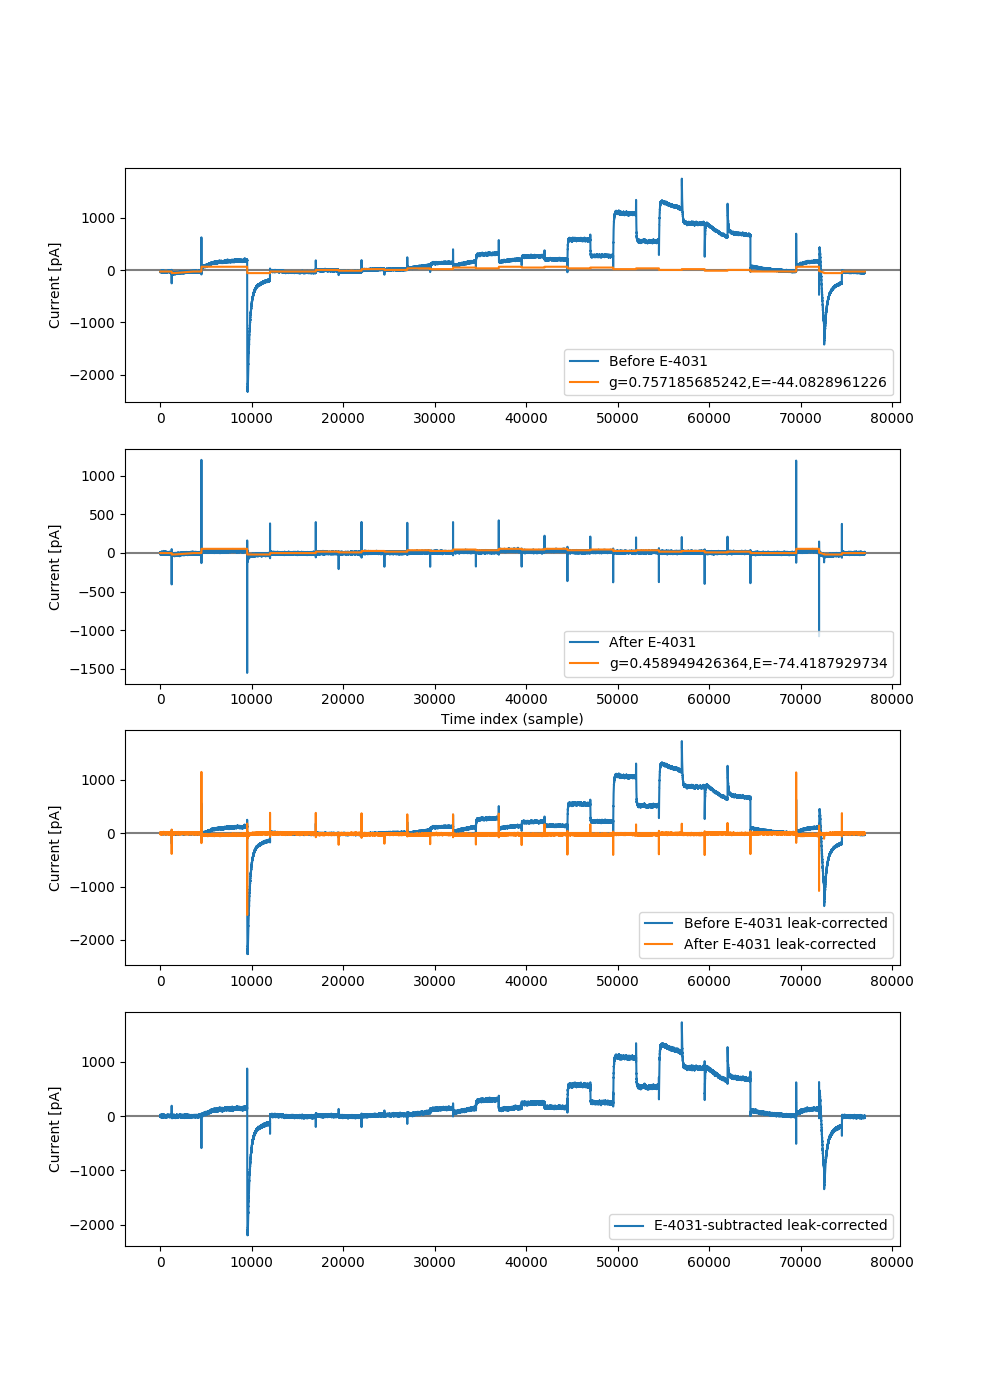 1000
0
−1000
−2000
Current [pA]
Before E-4031
g=0.757185685242,E=-44.0828961226
0 10000 20000 30000 40000 50000 60000 70000 80000
1000
500
0
−500
−1000
−1500
Current [pA]
After E-4031
g=0.458949426364,E=-74.4187929734
0 10000 20000 30000 40000 50000 60000 70000 80000
Time index (sample)
1000
0
−1000
−2000
Current [pA]
Before E-4031 leak-corrected
After E-4031 leak-corrected
0 10000 20000 30000 40000 50000 60000 70000 80000
1000
0
−1000
−2000
Current [pA]
E-4031-subtracted leak-corrected
0 10000 20000 30000 40000 50000 60000 70000 80000